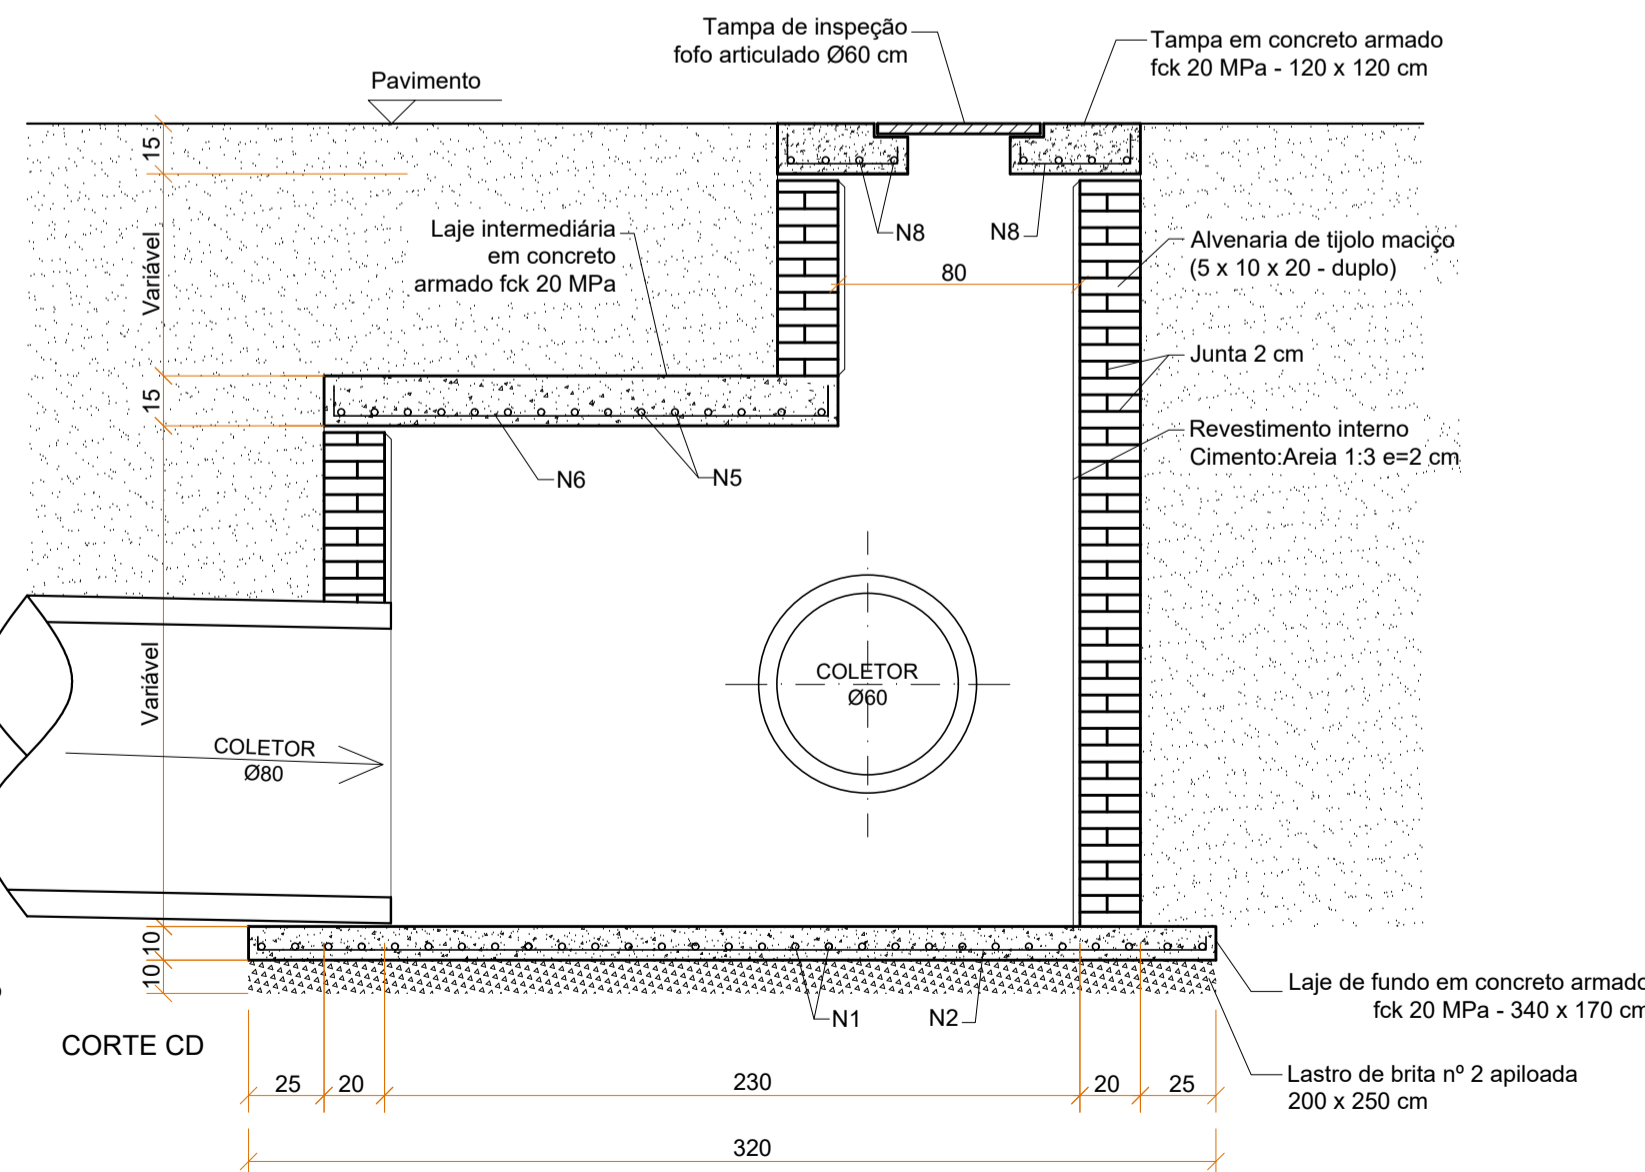 Tampa de inspeção
fofo articulado Ø60 cm
Tampa em concreto armado
fck 20 MPa - 120 x 120 cm
Pavimento
15
Variável
Laje intermediária
em concreto
armado fck 20 MPa
N8
N8
Alvenaria de tijolo maciço
(5 x 10 x 20 - duplo)
80
Junta 2 cm
15
Revestimento interno
Cimento:Areia 1:3 e=2 cm
N6
N5
Variável
COLETOR
Ø60
COLETOR
Ø80
10
10
Laje de fundo em concreto armado
fck 20 MPa - 340 x 170 cm
N1
N2
CORTE CD
Lastro de brita nº 2 apiloada
200 x 250 cm
25
20
230
20
25
320